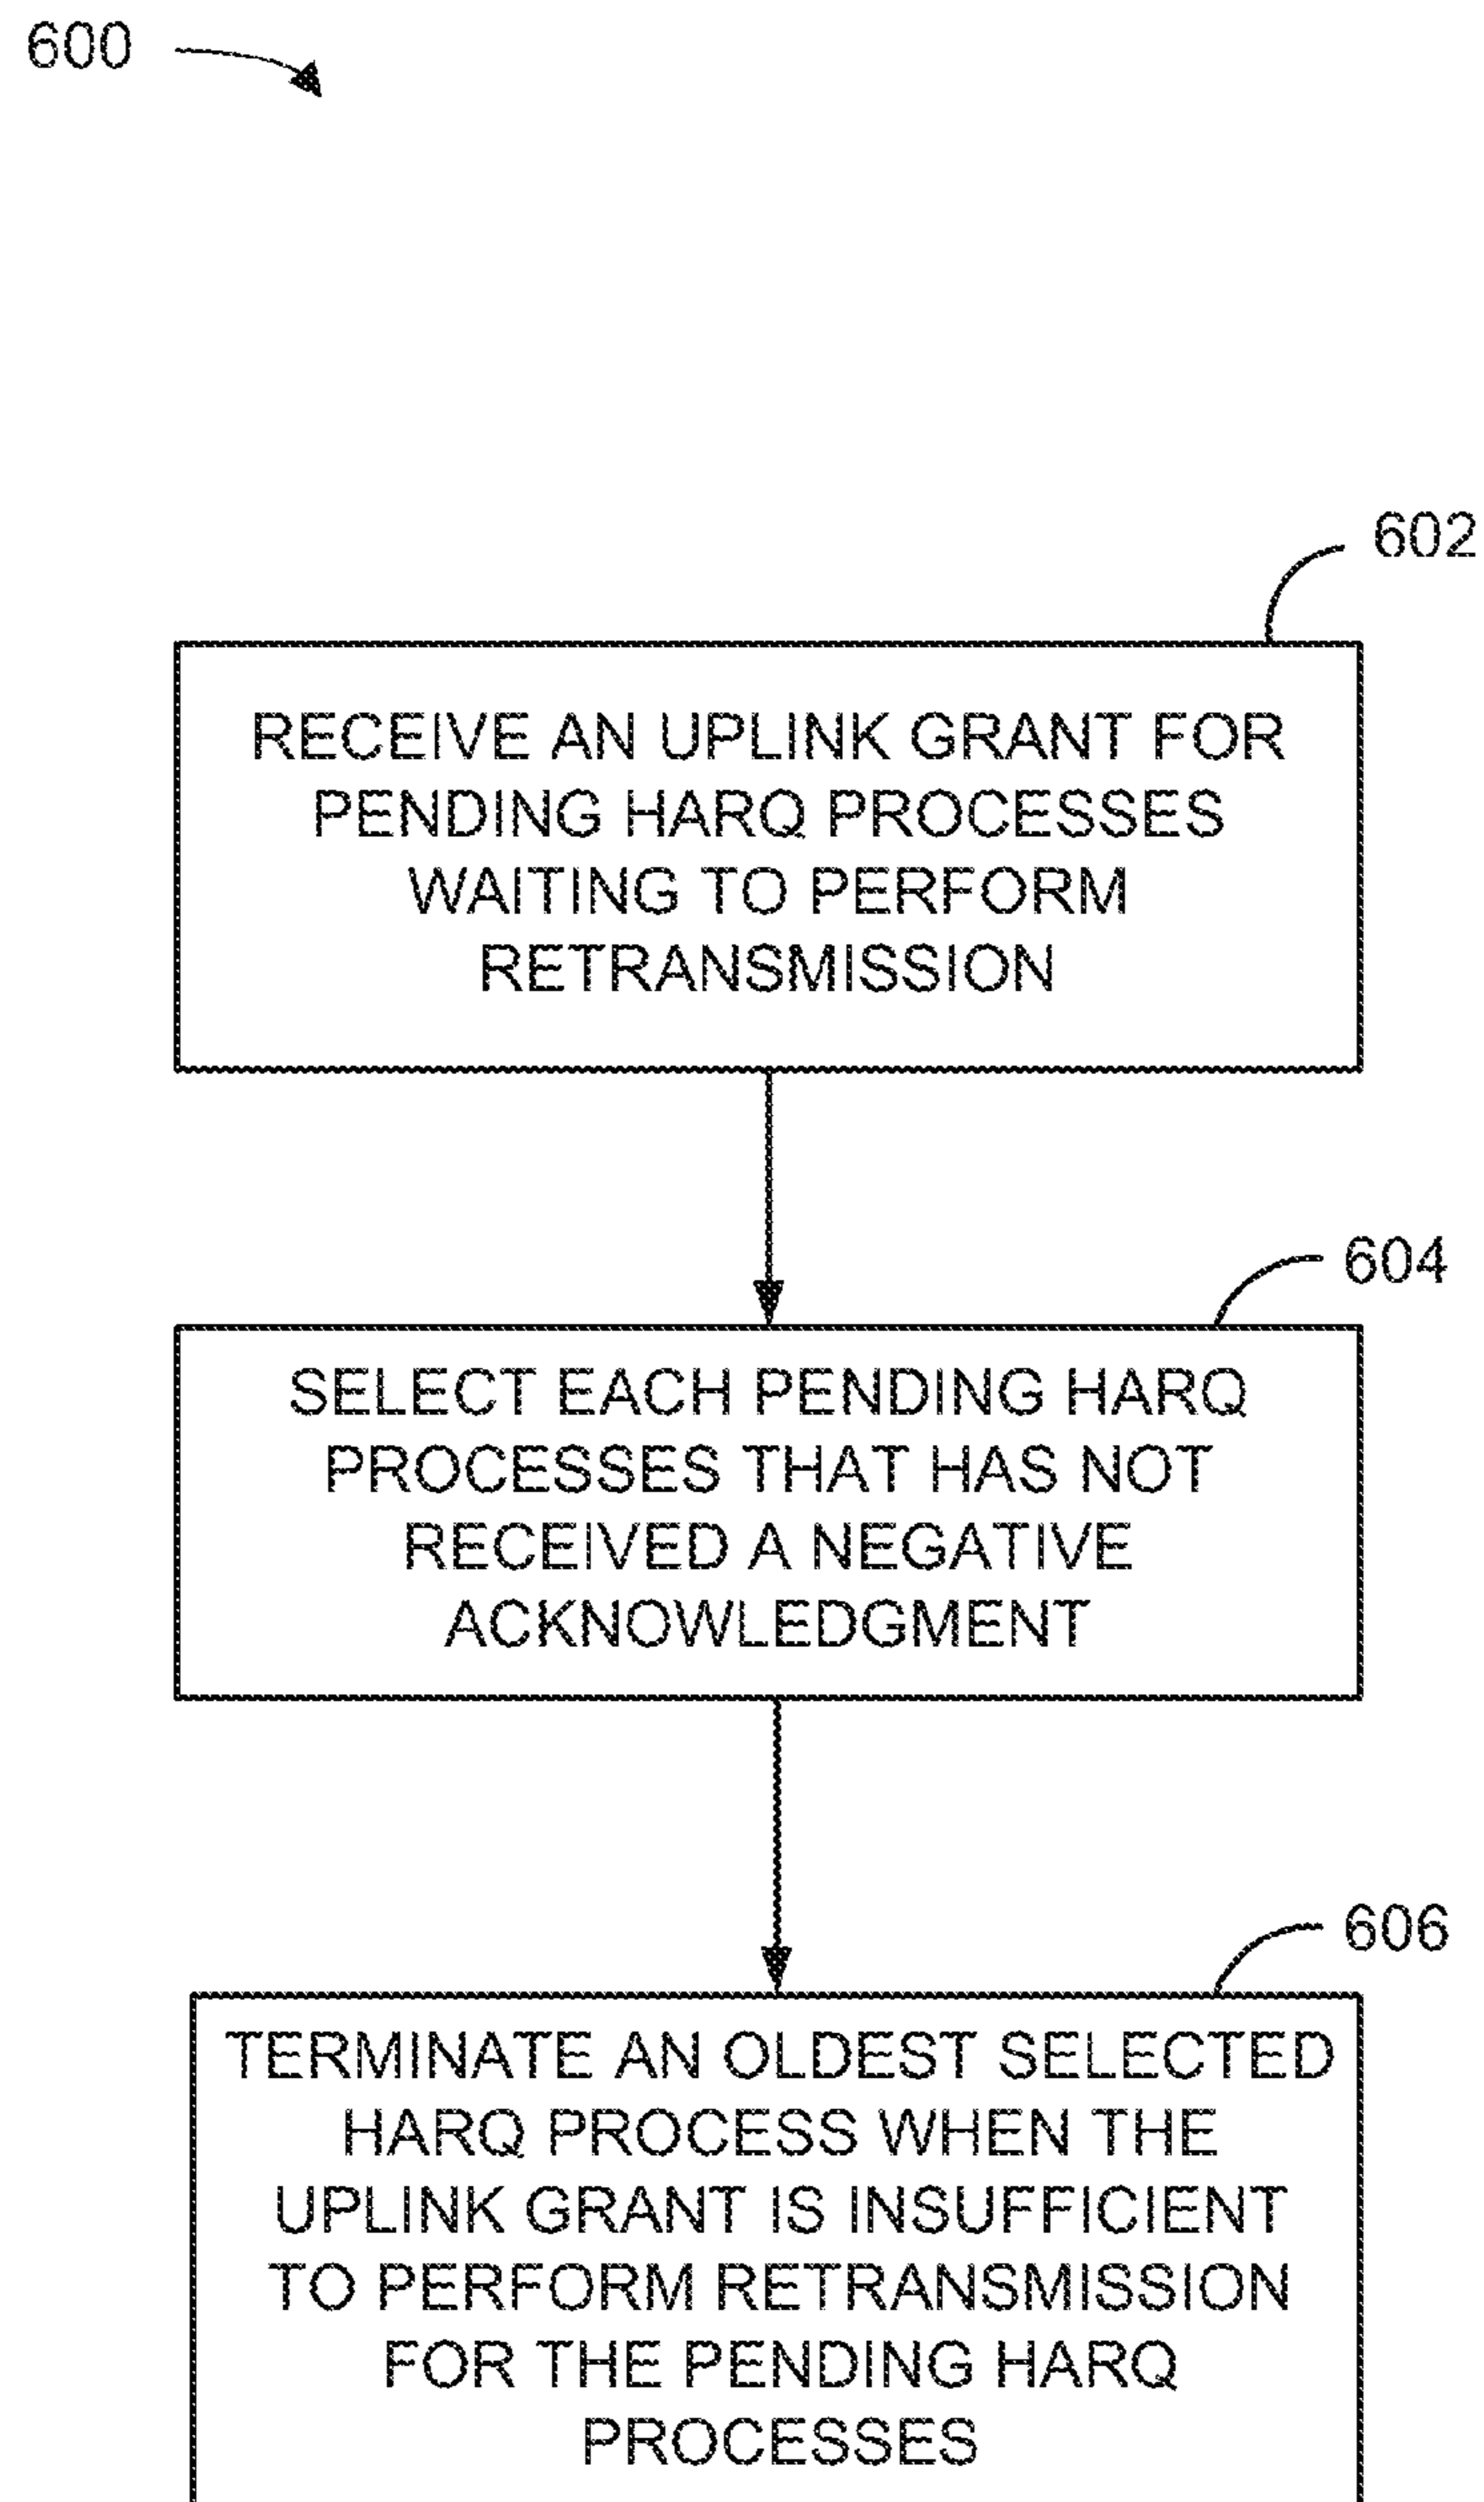 600
602
RECEIVE AN UPLINK GRANT FOR
PENDING HARQ PROCESSES
WAITING TO PERFORM
RETRANSMISSION
604
SELECT EACH PENDING HARQ
PROCESSES THAT HAS NOT
RECEIVED A NEGATIVE
ACKNOWLEDGMENT
606
TERMINATE AN OLDEST SELECTED
HARQ PROCESS WHEN THE
UPLINK GRANT IS INSUFFICIENT
TO PERFORM RETRANSMISSION
FOR THE PENDING HARQ
PROCESSES